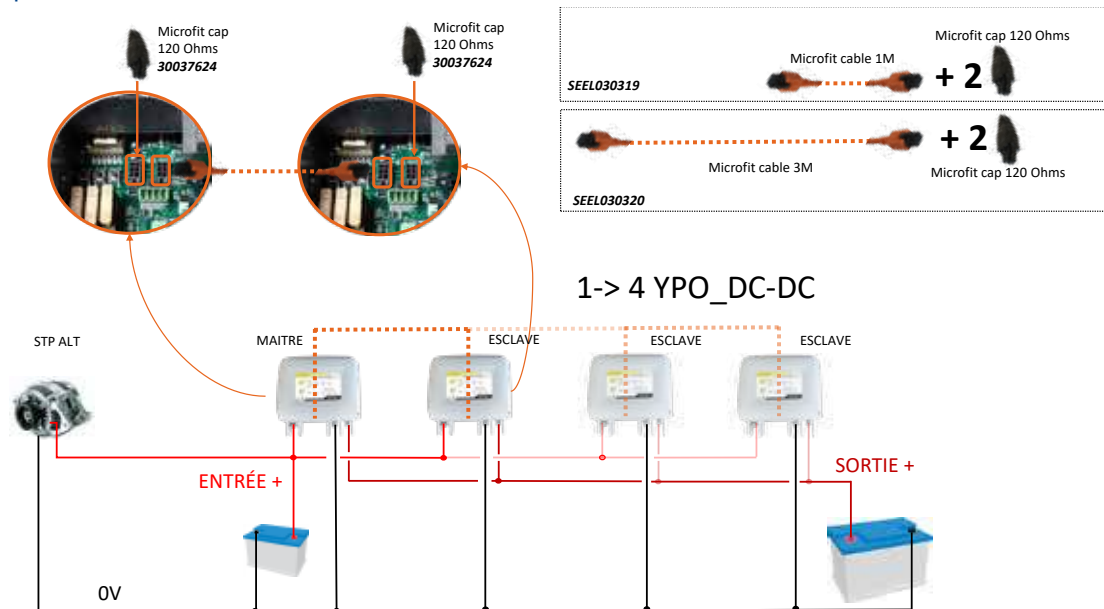 Microfit cap
120 Ohms
30037624
Microfit cap
120 Ohms
30037624
Microfit cap 120 Ohms
Microfit cable 1M
+ 2
SEEL030319
+ 2
Microfit cable 3M
Microfit cap 120 Ohms
SEEL030320
1-> 4 YPO_DC-DC
STP ALT
MAITRE
ESCLAVE
ESCLAVE
ESCLAVE
ENTRÉE +
SORTIE +
0V